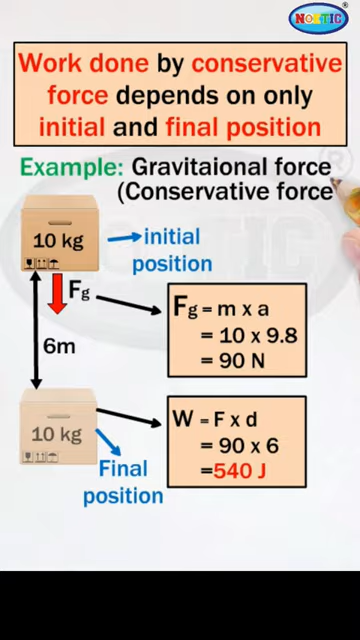 NOKTIC
Work done by conservative
force depends on only
initial and final position
Example: Gravitaional force
(Conservative force
10 kg
initial
position
Fg
Fg = m x a
= 10 x 9.8
= 90 N
6m
10 kg
W = F x d
= 90 x 6
=540 J
Final
position